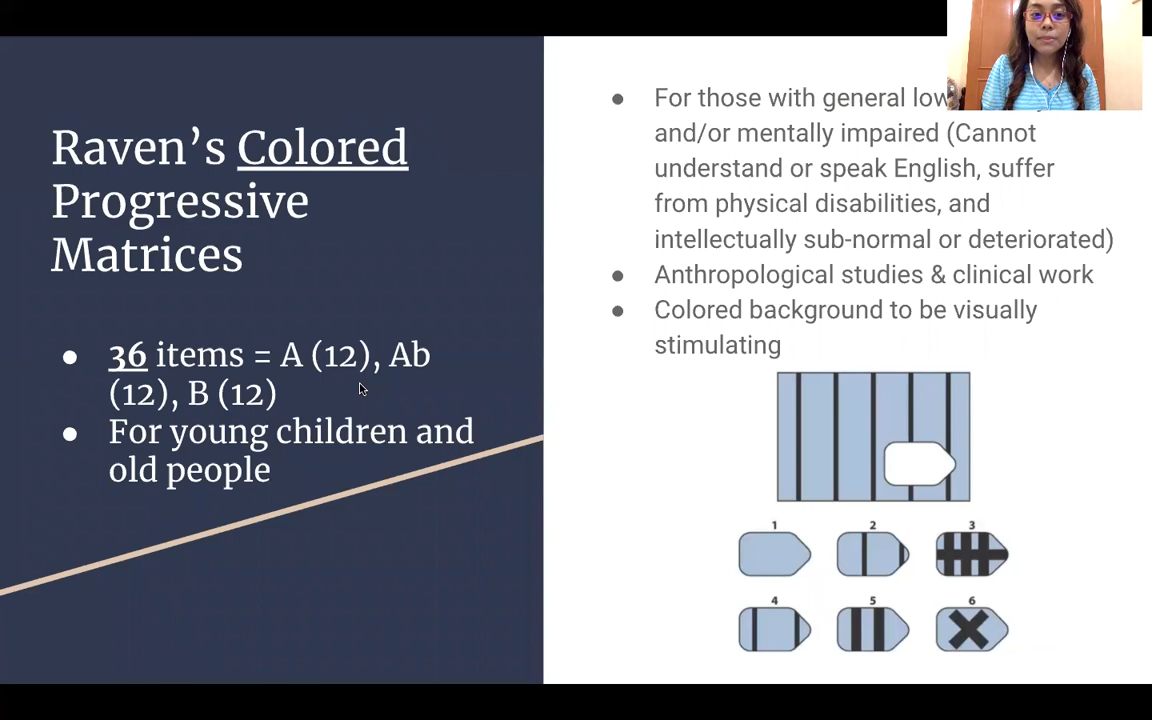 Raven’s Colored
Progressive
Matrices
● 36 items = A (12), Ab
(12), B (12)
● For young children and
old people
● For those with general low
and/or mentally impaired (Cannot
understand or speak English, suffer
from physical disabilities, and
intellectually sub-normal or deteriorated)
● Anthropological studies & clinical work
● Colored background to be visually
stimulating
1 2 3
4 5 6